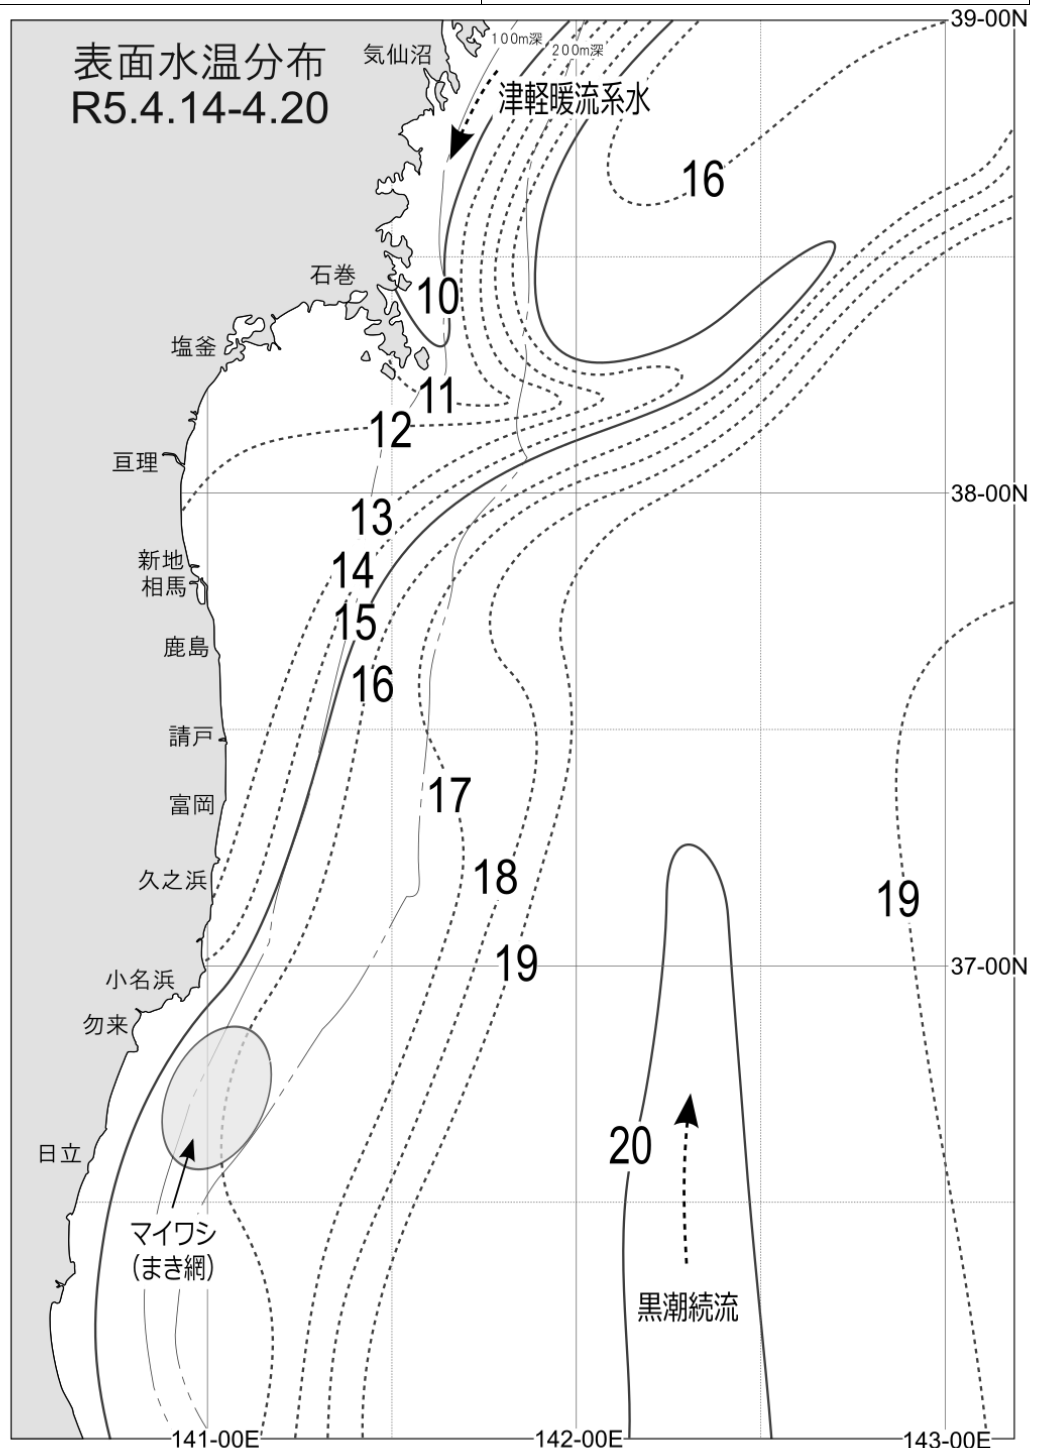 表面水温分布
R5.4.14-4.20
気仙沼
100m深
200m深
39-00N
津軽暖流系水
16
石巻
10
塩釜
11
12
亘理
38-00N
13
新地
14
相馬
15
鹿島
16
請戸
17
富岡
久之浜
18
19
19
37-00N
小名浜
勿来
日立
20
マイワシ
(まき網)
黒潮続流
141-00E
142-00E
143-00E